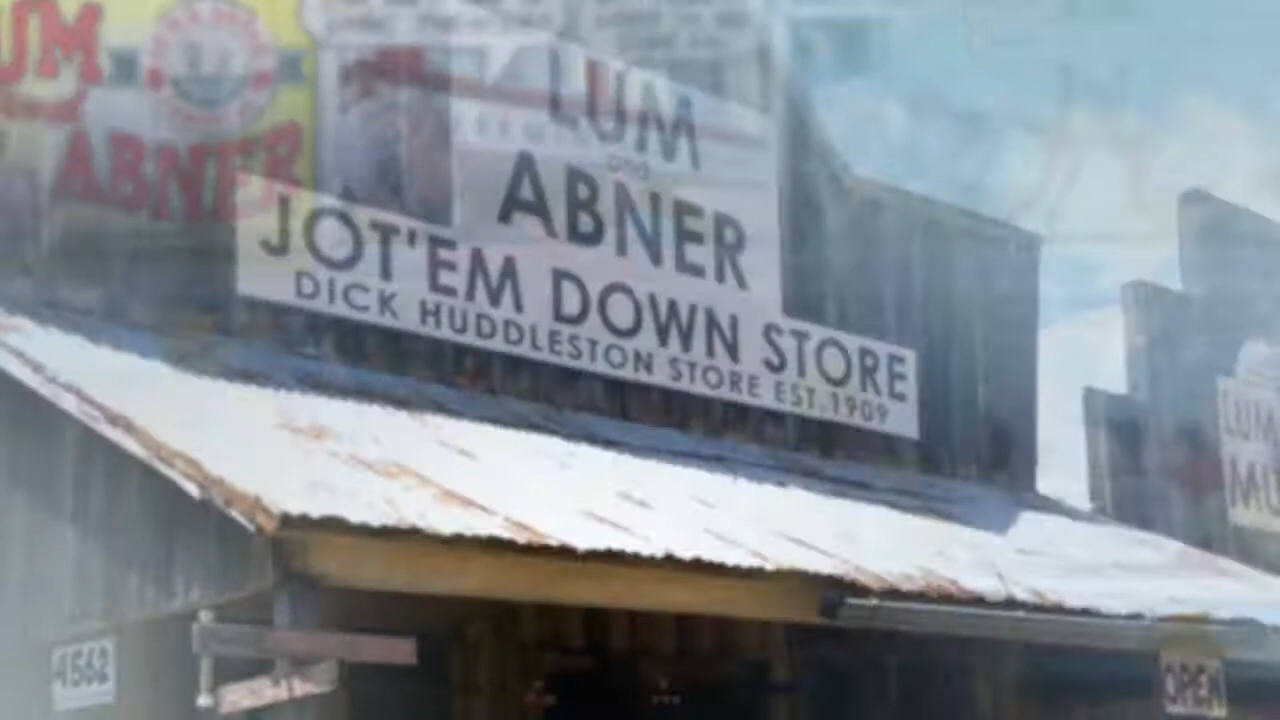 ABNER
LUM
AND
ABNER
JOT'EM DOWN STORE
DICK HUDDLESTON STORE EST. 1909
LUM
4562
OPEN